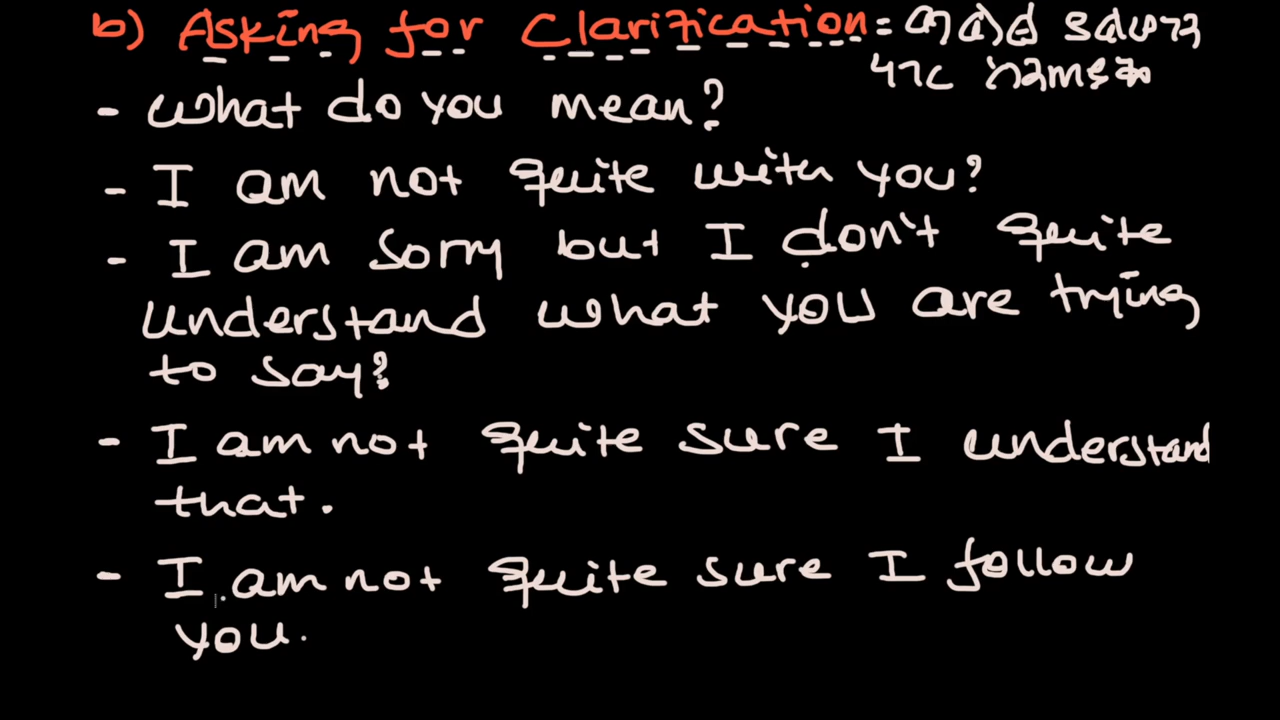 b) Asking for Clarification =
- What do you mean?
- I am not quite with you?
- I am sorry but I don't quite
understand what you are trying
to say?
- I am not quite sure I understand
that.
- I am not quite sure I follow
you.